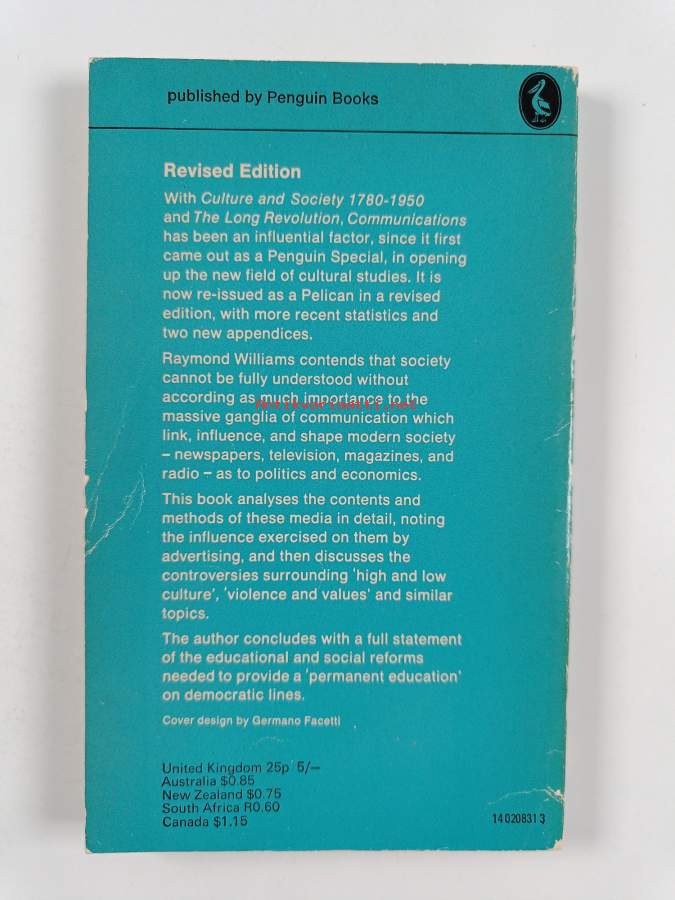 published by Penguin Books
Revised Edition
With Culture and Society 1780-1950
and The Long Revolution, Communications
has been an influential factor, since it first
came out as a Penguin Special, in opening
up the new field of cultural studies. It is
now re-issued as a Pelican in a revised
edition, with more recent statistics and
two new appendices.
Raymond Williams contends that society
cannot be fully understood without
according as much importance to the
antikvarisatti.net
massive ganglia of communication which
link, influence, and shape modern society
– newspapers, television, magazines, and
radio – as to politics and economics.
This book analyses the contents and
methods of these media in detail, noting
the influence exercised on them by
advertising, and then discusses the
controversies surrounding 'high and low
culture', 'violence and values' and similar
topics.
The author concludes with a full statement
of the educational and social reforms
needed to provide a 'permanent education'
on democratic lines.
Cover design by Germano Facetti
United Kingdom 25p 5/–
Australia $0.85
New Zealand $0.75
South Africa R0.60
Canada $1.15
14 020831 3